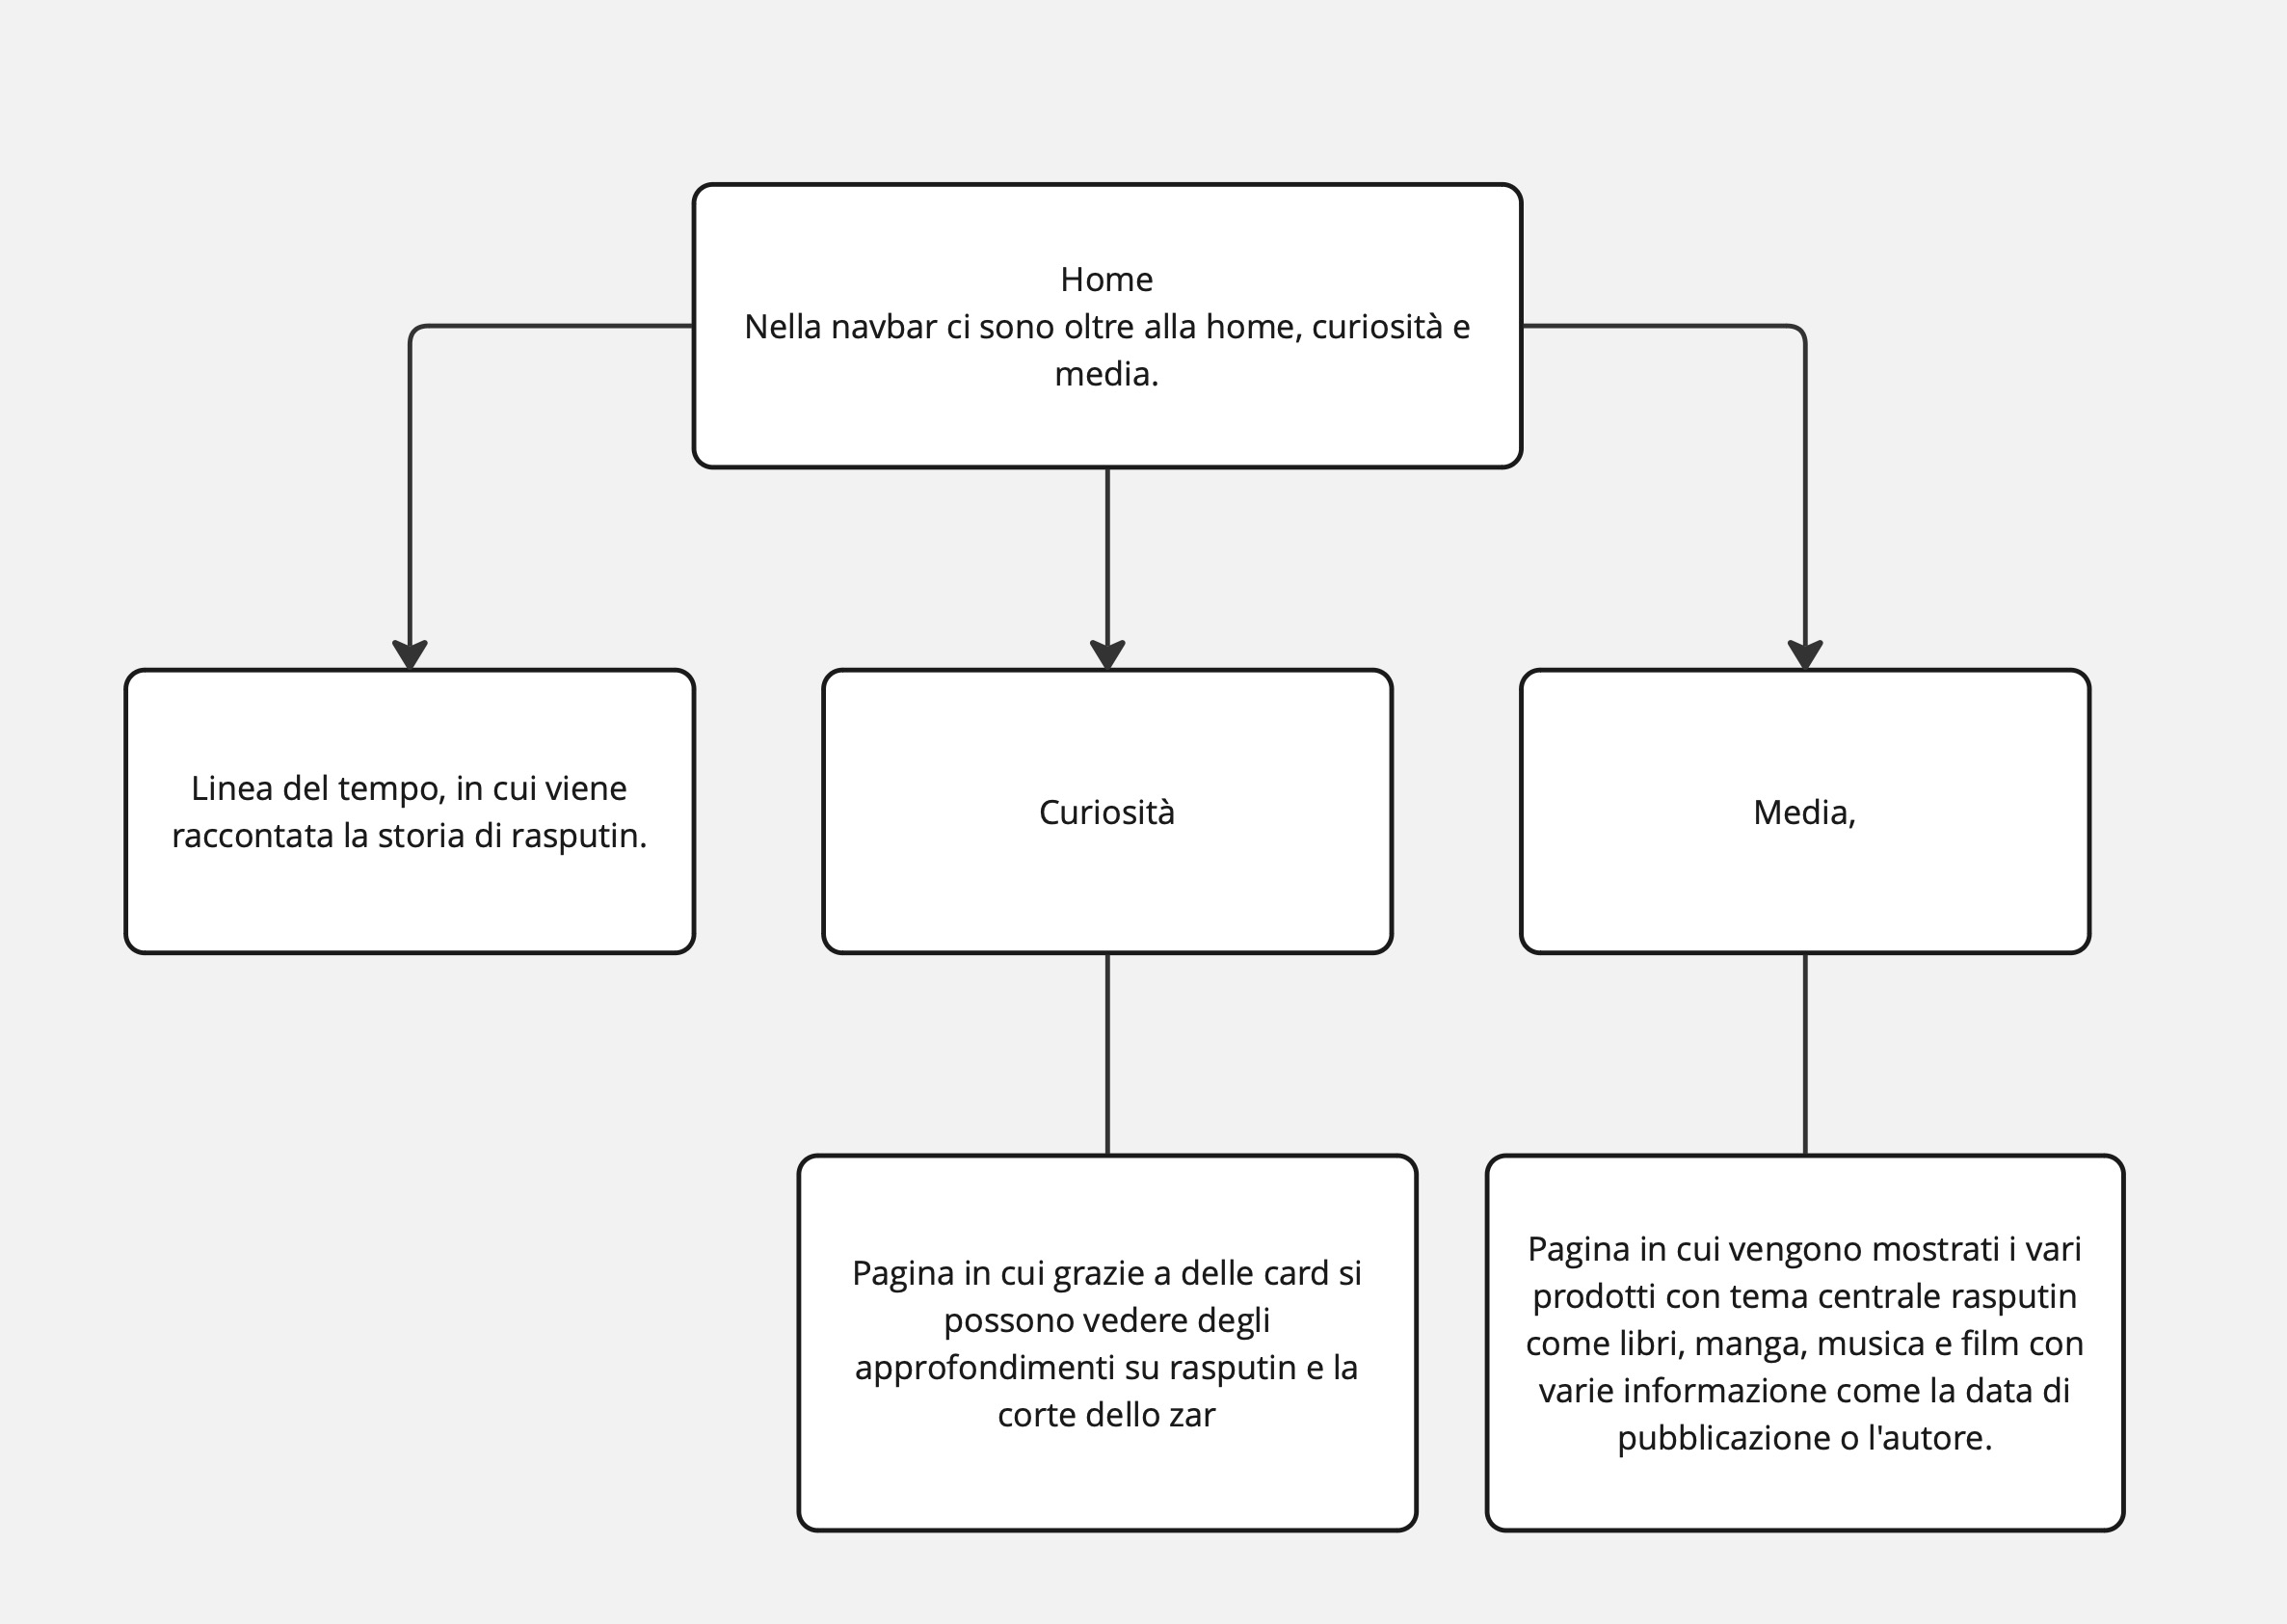 Home
Nella navbar ci sono oltre alla home, curiosità e
media.
Linea del tempo, in cui viene
raccontata la storia di rasputin.
Curiosità
Media,
Pagina in cui grazie a delle card si
possono vedere degli
approfondimenti su rasputin e la
corte dello zar
Pagina in cui vengono mostrati i vari
prodotti con tema centrale rasputin
come libri, manga, musica e film con
varie informazione come la data di
pubblicazione o l'autore.